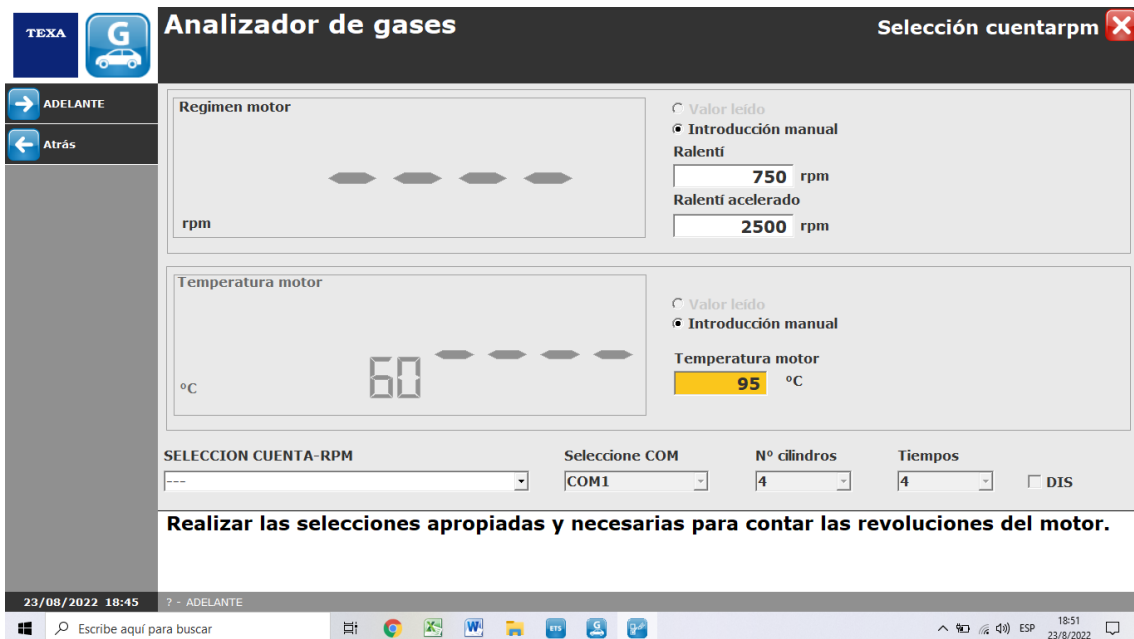 TEXA
G
Analizador de gases
Selección cuentarpm
ADELANTE
Atrás
Regimen motor
rpm
Valor leído
Introducción manual
Ralentí
750 rpm
Ralentí acelerado
2500 rpm
Temperatura motor
60
ºC
Valor leído
Introducción manual
Temperatura motor
95 ºC
SELECCION CUENTA-RPM
Seleccione COM
Nº cilindros
Tiempos
---
COM1
4
4
DIS
Realizar las selecciones apropiadas y necesarias para contar las revoluciones del motor.
23/08/2022 18:45
? - ADELANTE
Escribe aquí para buscar
ETS
G
ESP
18:51
23/8/2022